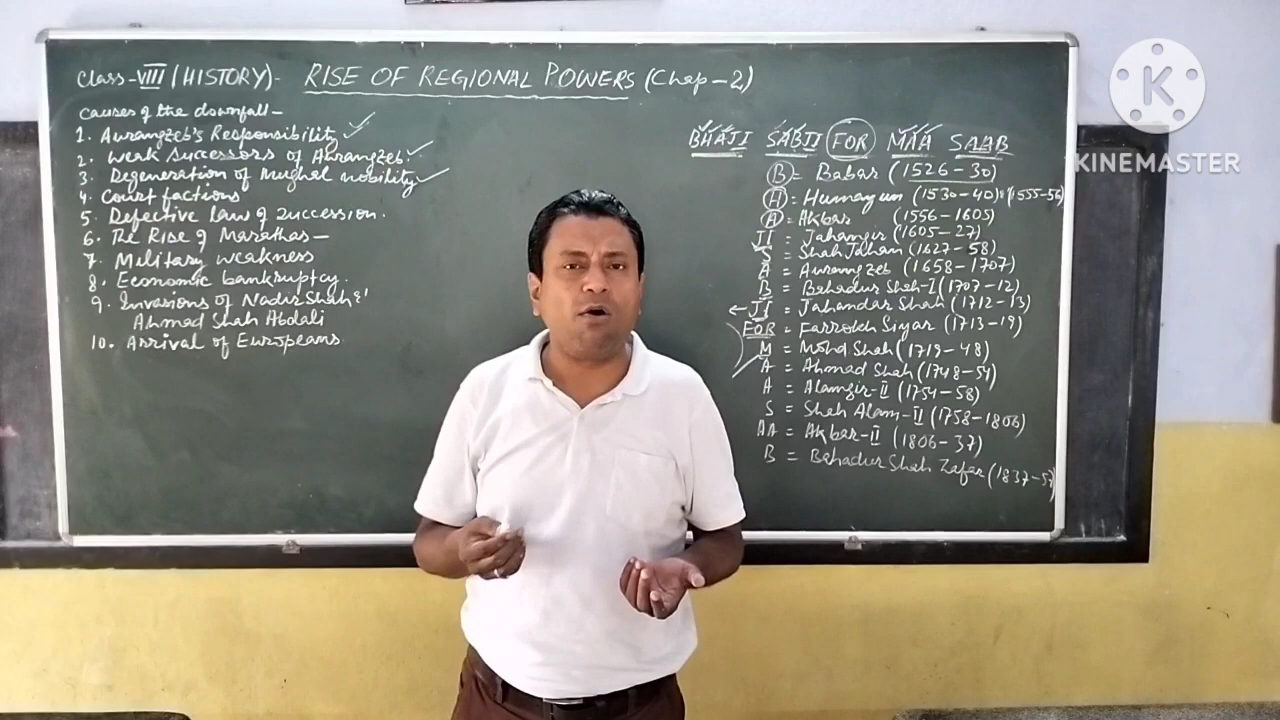 Class-VIII (HISTORY)- RISE OF REGIONAL POWERS (Chap-2)
Causes of the downfall-
1. Aurangzeb's Responsibility ✓
2. Weak Successors of Aurangzeb. ✓
3. Degeneration of Mughal nobility ✓
4. Court factions
5. Defective Law of Succession.
6. The Rise of Marathas-
7. Military weakness
8. Economic bankruptcy.
9. Invasions of Nadir Shah &
Ahmad Shah Abdali
10. Arrival of Europeans
BHAJI SABJI FOR MAA SAAB
B = Babar (1526-30)
H = Humayun (1530-40) & (1555-56)
A = Akbar (1556-1605)
JI = Jahangir (1605-27)
S = Shah Jahan (1627-58)
A = Aurangzeb (1658-1707)
B = Bahadur Shah-I (1707-12)
← JI = Jahandar Shah (1712-13)
FOR = Farrokh Siyar (1713-19)
M = Mohd Shah (1719-48)
A = Ahmad Shah (1748-54)
A = Alamgir-II (1754-58)
S = Shah Alam-II (1758-1806)
AA = Akbar-II (1806-37)
B = Bahadur Shah Zafar (1837-57)
K
KINEMASTER